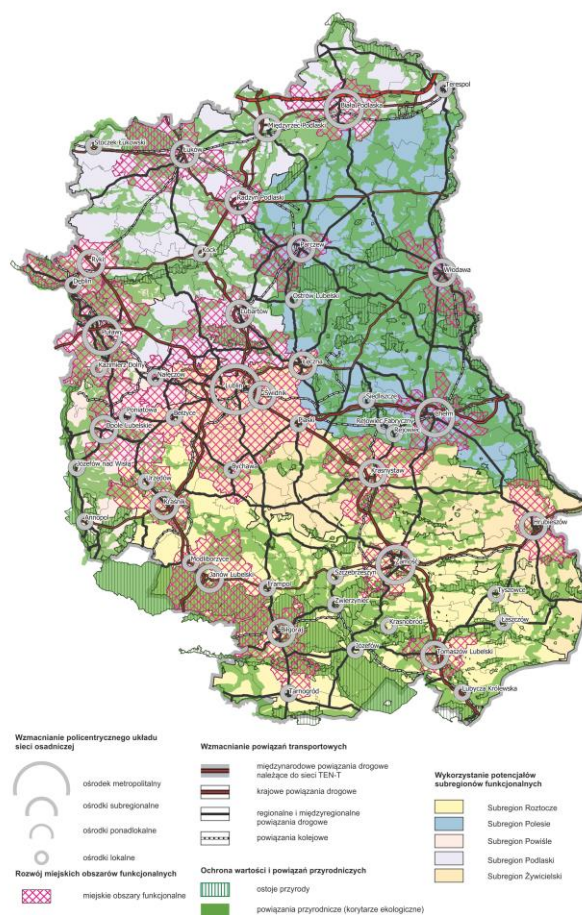 Terespol
Biała Podlaska
Międzyrzec Podlaski
Stoczek Łukowski
Łuków
Radzyń Podlaski
Parczew
Kock
Włodawa
Ryki
Dęblin
Ostrów Lubelski
Lubartów
Puławy
Kazimierz Dolny
Nałęczów
Łęczna
Lublin
Świdnik
Siedliszcze
Chełm
Poniatowa
Bełżyce
Opole Lubelskie
Piaski
Rejowiec Fabryczny
Rejowiec
Józefów nad Wisłą
Bychawa
Krasnystaw
Urzędów
Kraśnik
Annopol
Hrubieszów
Modliborzyce
Zamość
Janów Lubelski
Frampol
Szczebrzeszyn
Tyszowce
Zwierzyniec
Krasnobród
Łaszczów
Biłgoraj
Józefów
Tomaszów Lubelski
Tarnogród
Lubycza Królewska
Wzmacnianie policentrycznego układu
sieci osadniczej
ośrodek metropolitalny
ośrodki subregionalne
ośrodki ponadlokalne
ośrodki lokalne
Rozwój miejskich obszarów funkcjonalnych
miejskie obszary funkcjonalne
Wzmacnianie powiązań transportowych
międzynarodowe powiązania drogowe
należące do sieci TEN-T
krajowe powiązania drogowe
regionalne i międzyregionalne
powiązania drogowe
powiązania kolejowe
Ochrona wartości i powiązań przyrodniczych
ostoje przyrody
powiązania przyrodnicze (korytarze ekologiczne)
Wykorzystanie potencjałów
subregionów funkcjonalnych
Subregion Roztocze
Subregion Polesie
Subregion Powiśle
Subregion Podlaski
Subregion Żywicielski